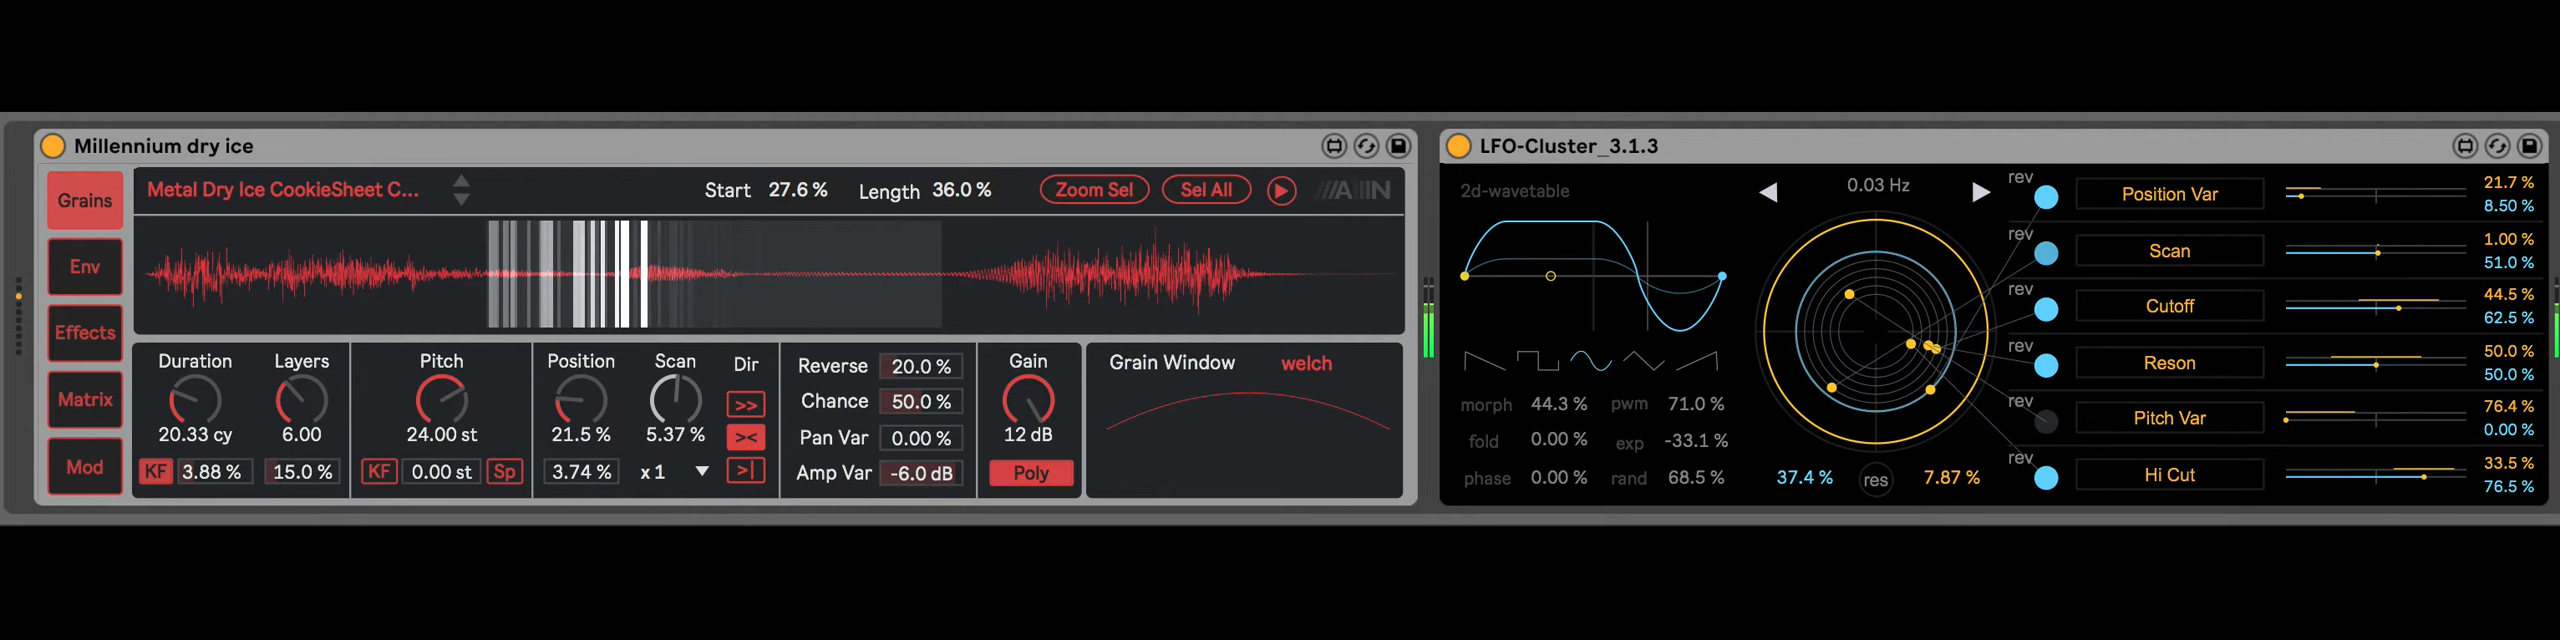 Millennium dry ice
Grains
Env
Effects
Matrix
Mod
Metal Dry Ice CookieSheet C...
Start 27.6 % Length 36.0 %
Zoom Sel
Sel All
Duration
20.33 cy
KF 3.88 %
Layers
6.00
15.0 %
Pitch
24.00 st
KF 0.00 st Sp
Position
21.5 %
3.74 %
Scan
5.37 %
x 1
Dir
>>
><
>|
Reverse 20.0 %
Chance 50.0 %
Pan Var 0.00 %
Amp Var -6.0 dB
Gain
12 dB
Poly
Grain Window welch
LFO-Cluster_3.1.3
2d-wavetable
morph 44.3 % pwm 71.0 %
fold 0.00 % exp -33.1 %
phase 0.00 % rand 68.5 %
0.03 Hz
37.4 % res 7.87 %
rev Position Var 21.7 %
8.50 %
rev Scan 1.00 %
51.0 %
rev Cutoff 44.5 %
62.5 %
rev Reson 50.0 %
50.0 %
rev Pitch Var 76.4 %
0.00 %
rev Hi Cut 33.5 %
76.5 %